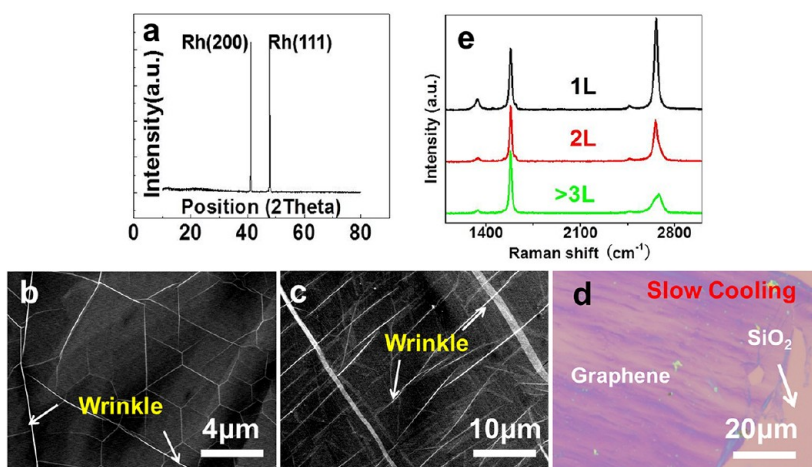 a
Rh(200)
Rh(111)
Intensity(a.u.)
Position (2Theta)
0
20
40
60
80
e
1L
2L
>3L
Intensity (a.u.)
1400
2100
2800
Raman shift (cm⁻¹)
b
Wrinkle
4μm
c
Wrinkle
10μm
d
Slow Cooling
SiO₂
Graphene
20μm